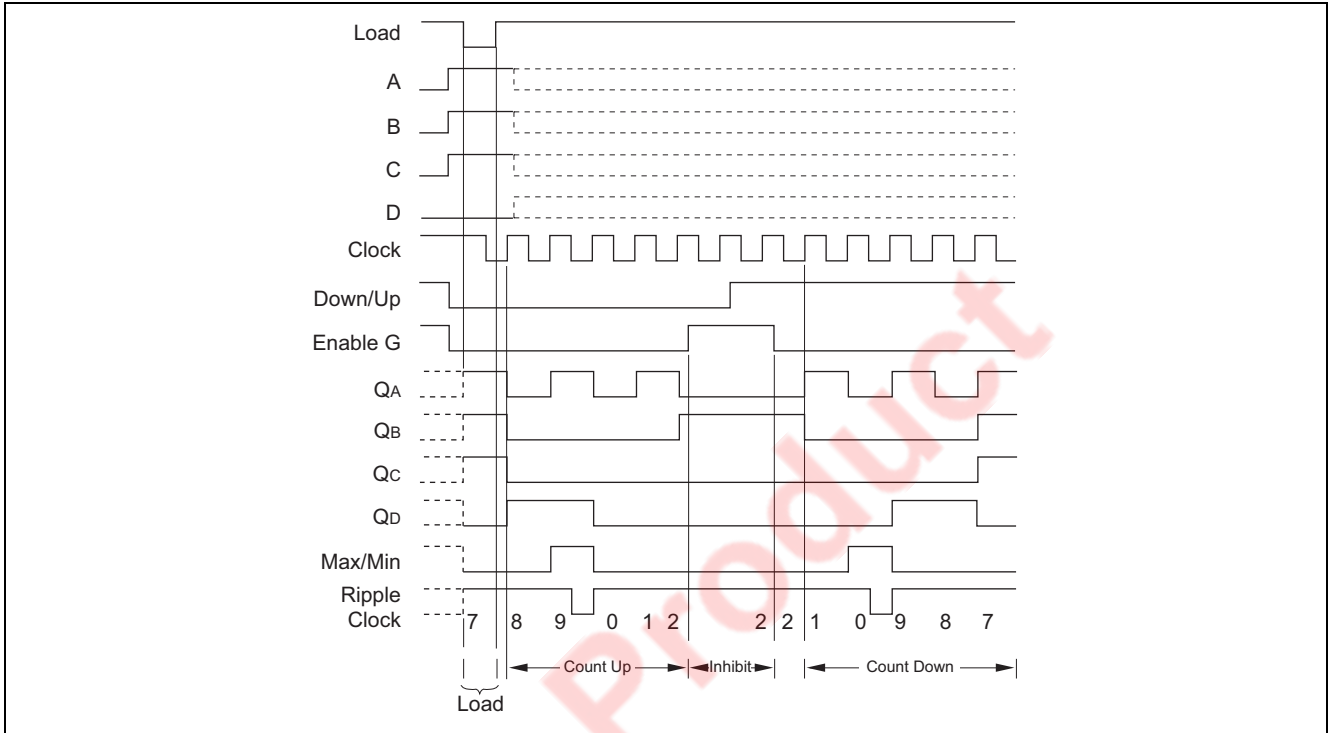 Load
A
B
C
D
Clock
Down/Up
Enable G
QA
QB
QC
QD
Max/Min
Ripple
Clock
7 8 9 0 1 2 2 2 1 0 9 8 7
Count Up Inhibit Count Down
Load
Product